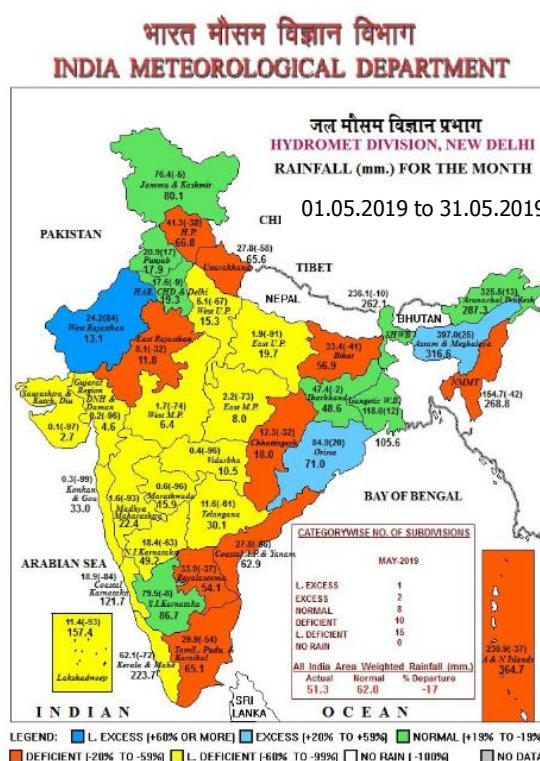 भारत मौसम विज्ञान विभाग
INDIA METEOROLOGICAL DEPARTMENT
जल मौसम विज्ञान प्रभाग
HYDROMET DIVISION, NEW DELHI
RAINFALL (mm.) FOR THE MONTH
01.05.2019 to 31.05.2019
76.4(-5)
Jammu & Kashmir
80.1
PAKISTAN
CHI
41.3(-38)
H.P.
66.8
27.8(-58)
65.6
Uttarakhand
TIBET
20.9(17)
Punjab
17.9
17.6(-9)
HAR. CHD & Delhi
19.3
NEPAL
5.1(-67)
West U.P.
15.3
236.1(-10)
262.1
BHUTAN
325.5(13)
Arunachal Pradesh
287.3
24.2(84)
West Rajasthan
13.1
East Rajasthan
8.1(-32)
11.8
1.9(-91)
East U.P.
19.7
33.4(-41)
Bihar
56.9
SHWB
397.0(25)
Assam & Meghalaya
316.6
NMMT
154.7(-42)
268.8
Saurashtra &
Kutch, Diu
0.1(-97)
2.7
Gujarat
Region
DNH &
Daman
0.2(-96)
4.6
1.7(-74)
West M.P.
6.4
2.2(-73)
East M.P.
8.0
47.4(-2)
Jharkhand
48.6
Gangetic W.B.
118.0(12)
105.6
12.3(-32)
Chhattisgarh
18.0
84.9(20)
Orissa
71.0
0.4(-96)
Vidarbha
10.5
0.3(-99)
Konkan
& Goa
33.0
1.6(-93)
Madhya
Maharashtra
22.4
0.6(-96)
Marathwada
15.9
11.6(-61)
Telangana
30.1
BAY OF BENGAL
ARABIAN SEA
18.4(-63)
N.I.Karnataka
49.2
Coastal A.P. & Yanam
62.9
18.9(-84)
Coastal
Karnataka
121.7
33.9(-37)
Rayalaseema
54.1
79.5(-8)
S.I.Karnataka
86.7
CATEGORYWISE NO. OF SUBDIVISIONS
MAY-2019
L. EXCESS 1
EXCESS 2
NORMAL 8
DEFICIENT 10
L. DEFICIENT 15
NO RAIN 0
All India Area Weighted Rainfall (mm.)
Actual Normal % Departure
51.3 62.0 -17
11.4(-93)
157.4
Lakshadweep
62.1(-72)
Kerala & Mahe
223.7
29.9(-54)
Tamil, Pudu. &
Karaikal
65.1
230.9(-37)
A & N Islands
364.7
SRI
LANKA
INDIAN OCEAN
LEGEND: L. EXCESS (+60% OR MORE) EXCESS (+20% TO +59%) NORMAL (+19% TO -19%)
DEFICIENT (-20% TO -59%) L. DEFICIENT (-60% TO -99%) NO RAIN (-100%) NO DATA